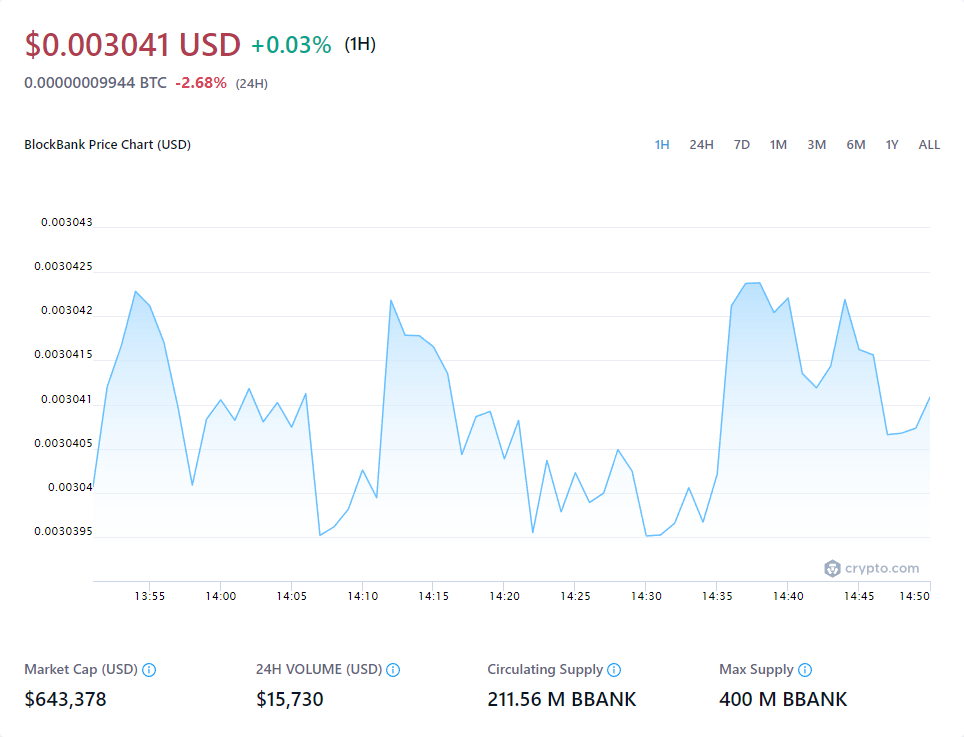 $0.003041 USD +0.03% (1H)
0.00000009944 BTC -2.68% (24H)
BlockBank Price Chart (USD) 1H 24H 7D 1M 3M 6M 1Y ALL
0.003043
0.0030425
0.003042
0.0030415
0.003041
0.0030405
0.00304
0.0030395
crypto.com
13:55 14:00 14:05 14:10 14:15 14:20 14:25 14:30 14:35 14:40 14:45 14:50
Market Cap (USD) 24H VOLUME (USD) Circulating Supply Max Supply
$643,378 $15,730 211.56 M BBANK 400 M BBANK